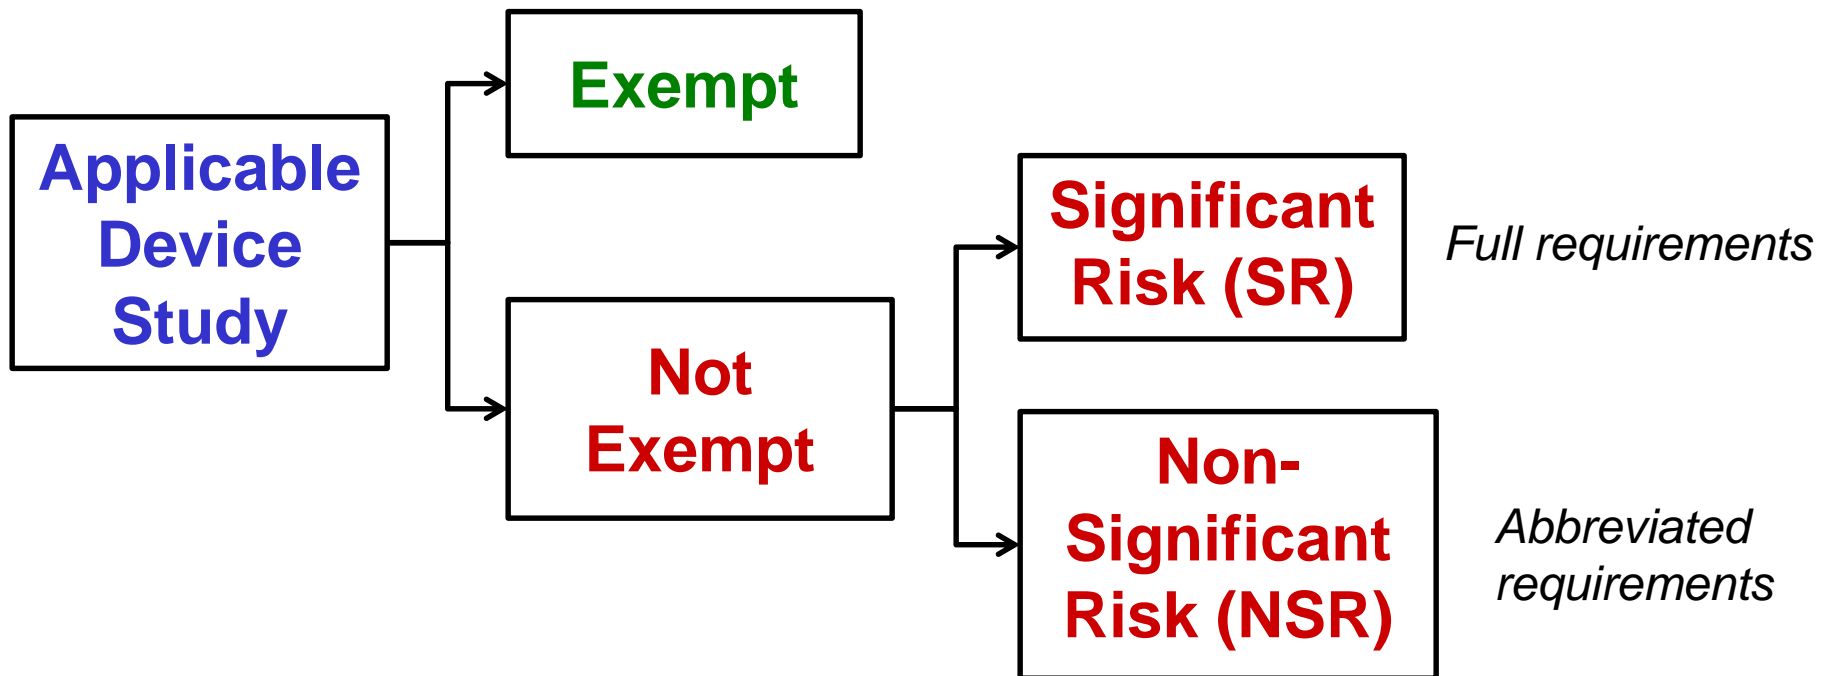 Exempt
Applicable
Device
Study
Significant
Risk (SR)
Full requirements
Not
Exempt
Non-
Significant
Risk (NSR)
Abbreviated
requirements